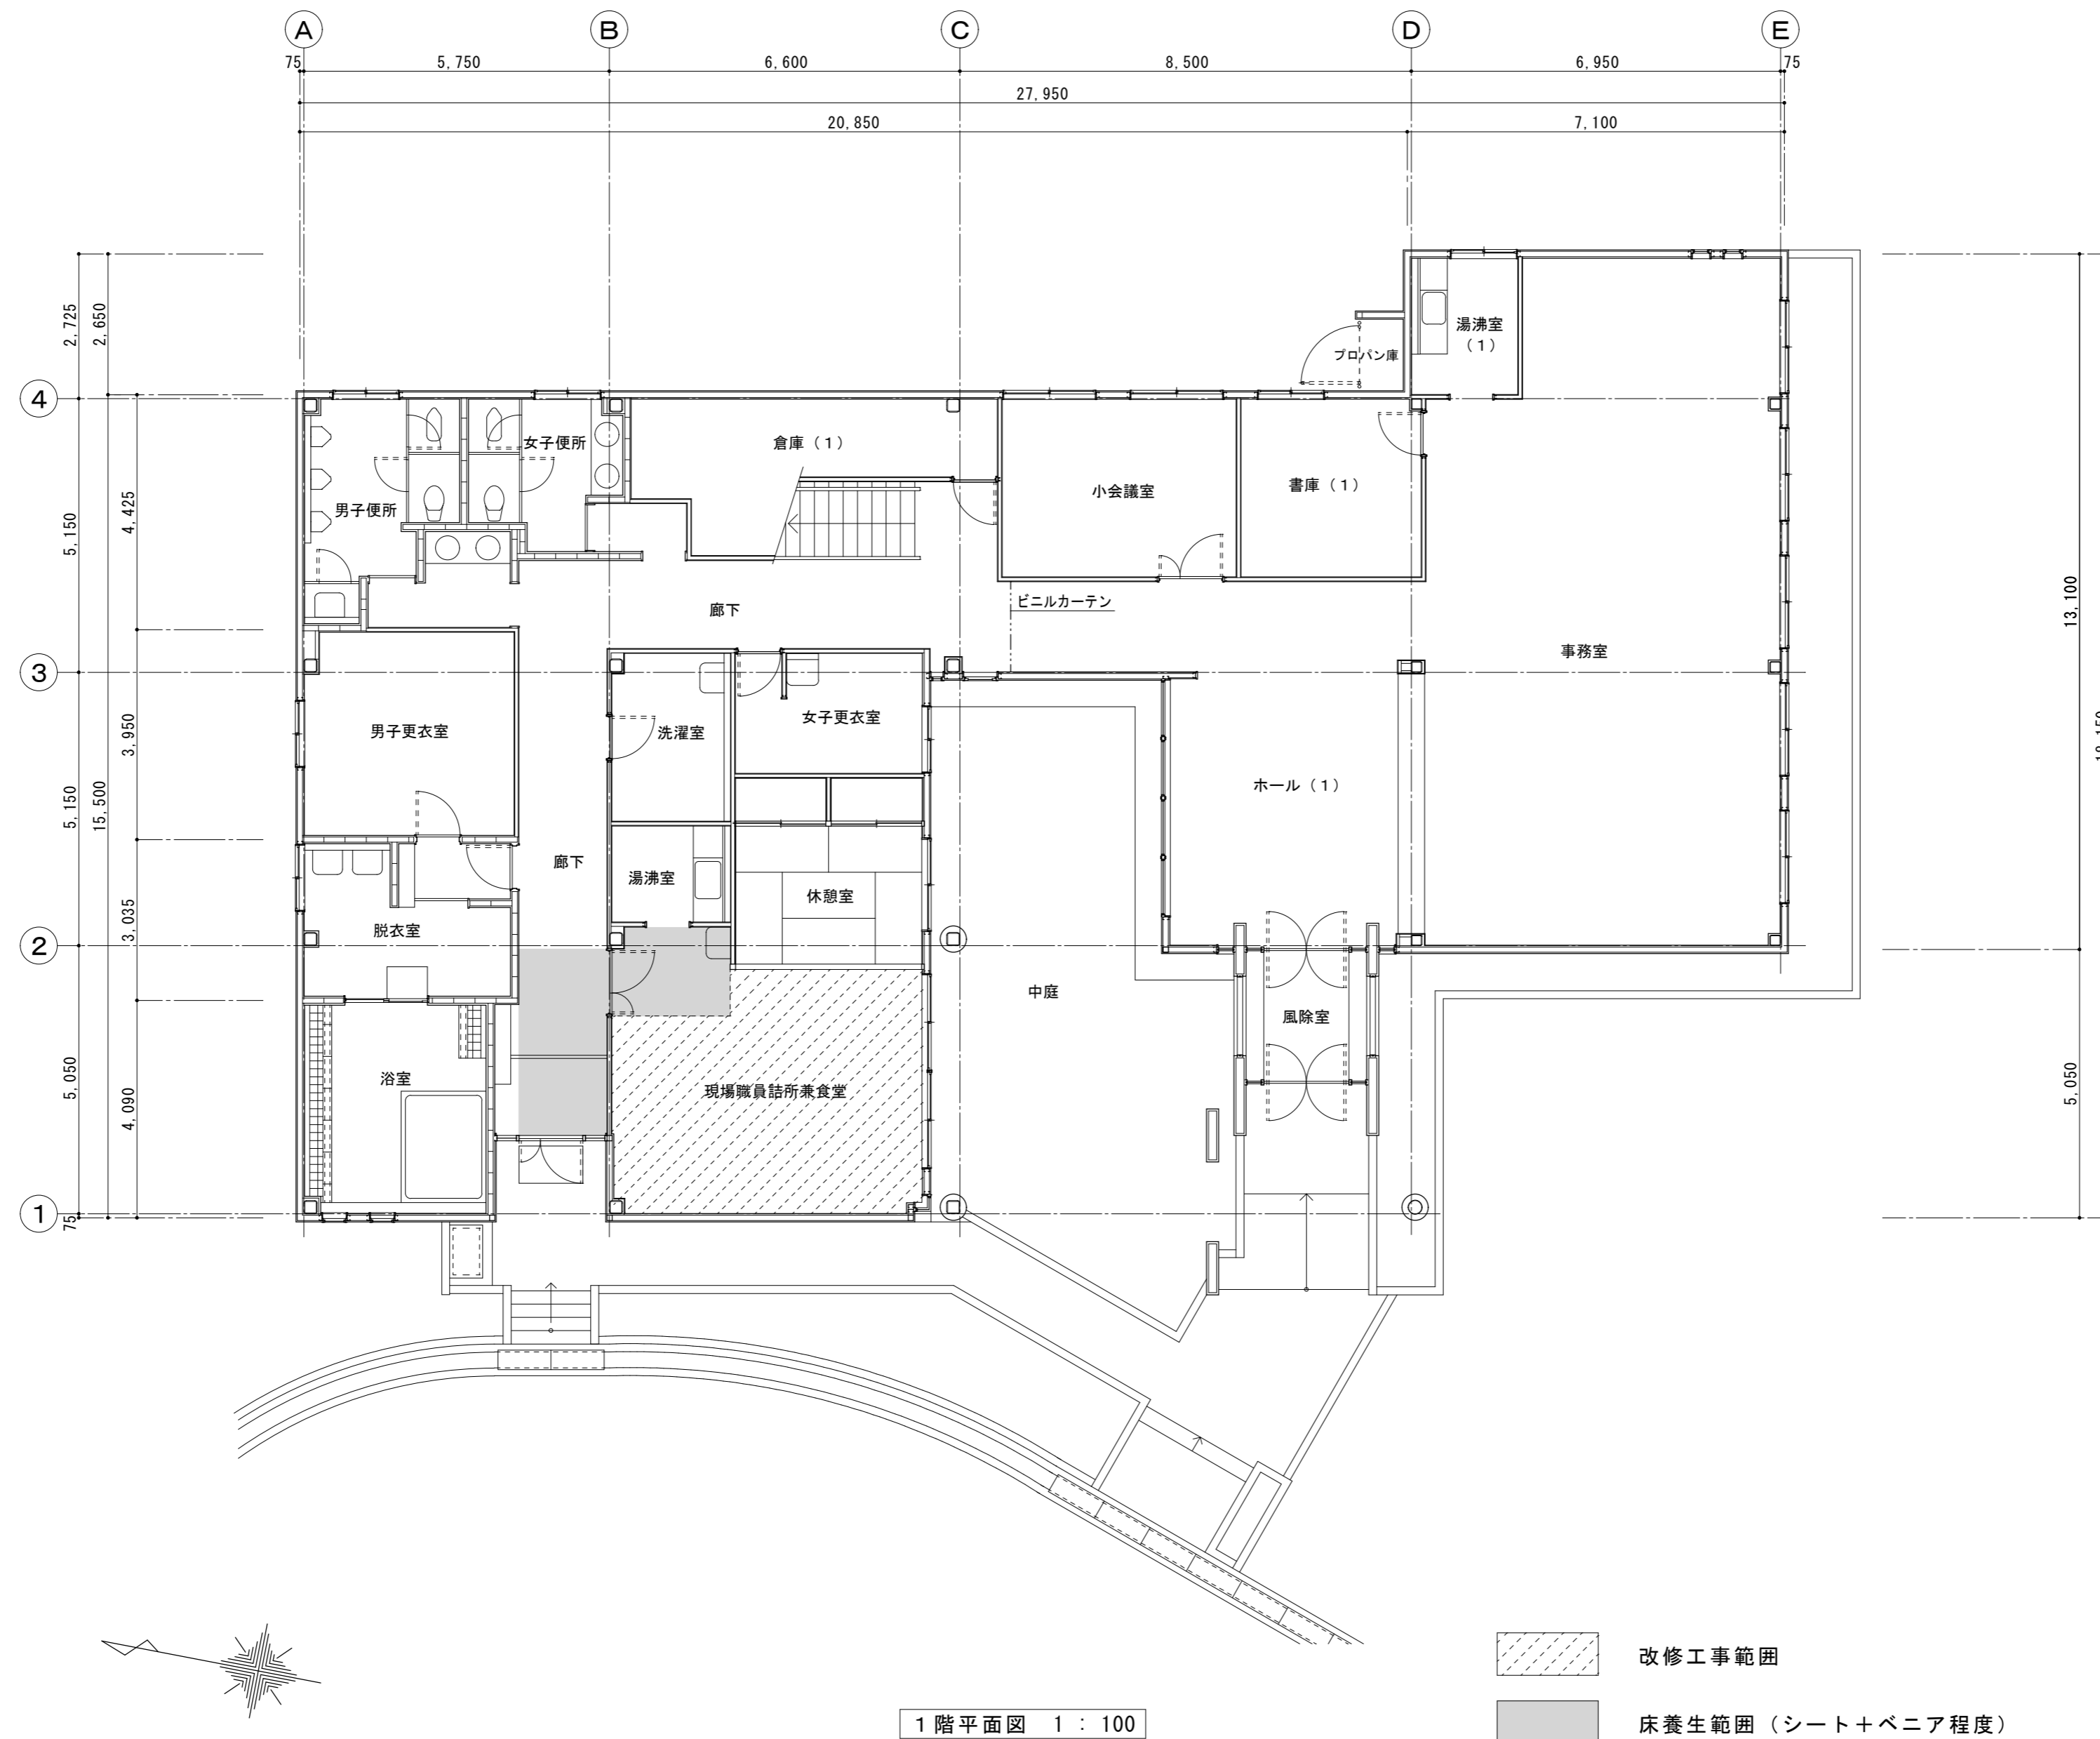 A B C D E
75 5,750 6,600 8,500 6,950 75
27,950
20,850 7,100
2,725 2,650
湯沸室
(1)
プロパン庫
4
女子便所 倉庫(1)
小会議室 書庫(1)
男子便所
5,150 4,425
ビニルカーテン
廊下
13,100
事務室
3
女子更衣室
男子更衣室 洗濯室
3,950
ホール(1)
5,150 15,500
廊下
湯沸室
休憩室
3,035
脱衣室
2
中庭
風除室
浴室
現場職員詰所兼食堂
5,050 4,090
5,050
1
75
改修工事範囲
1階平面図 1 : 100
床養生範囲(シート+ベニア程度)